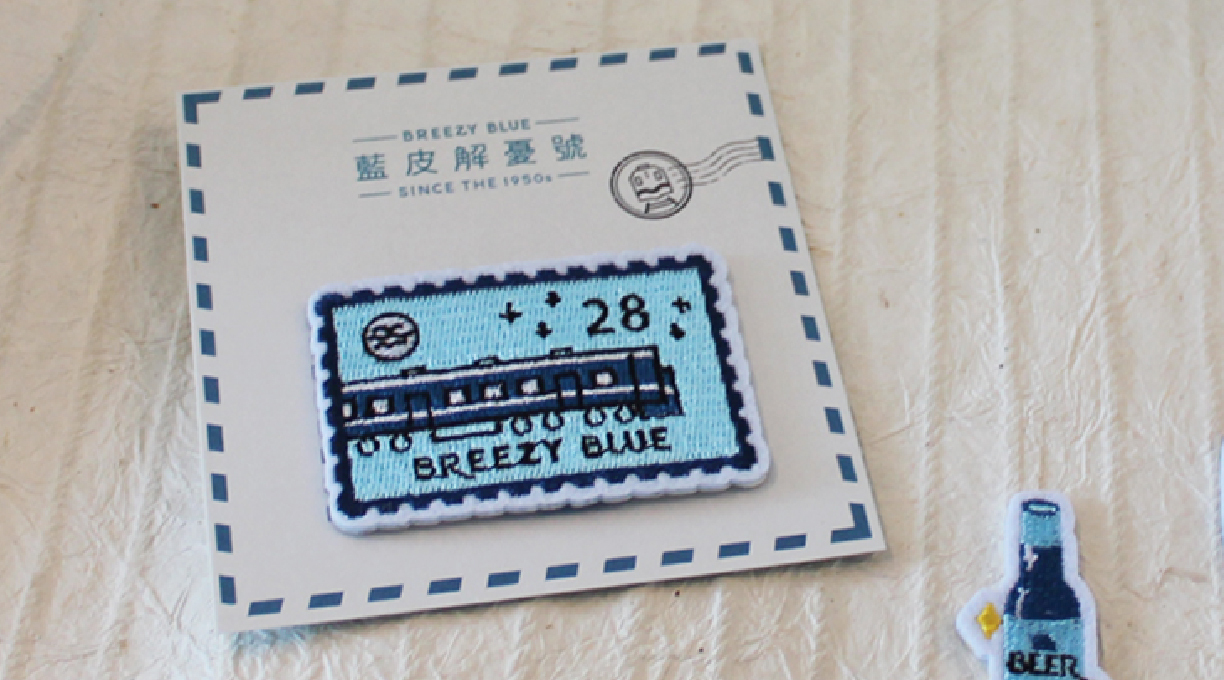 BREEZY BLUE
藍皮解憂號
SINCE THE 1950s
28
BREEZY BLUE
BEER